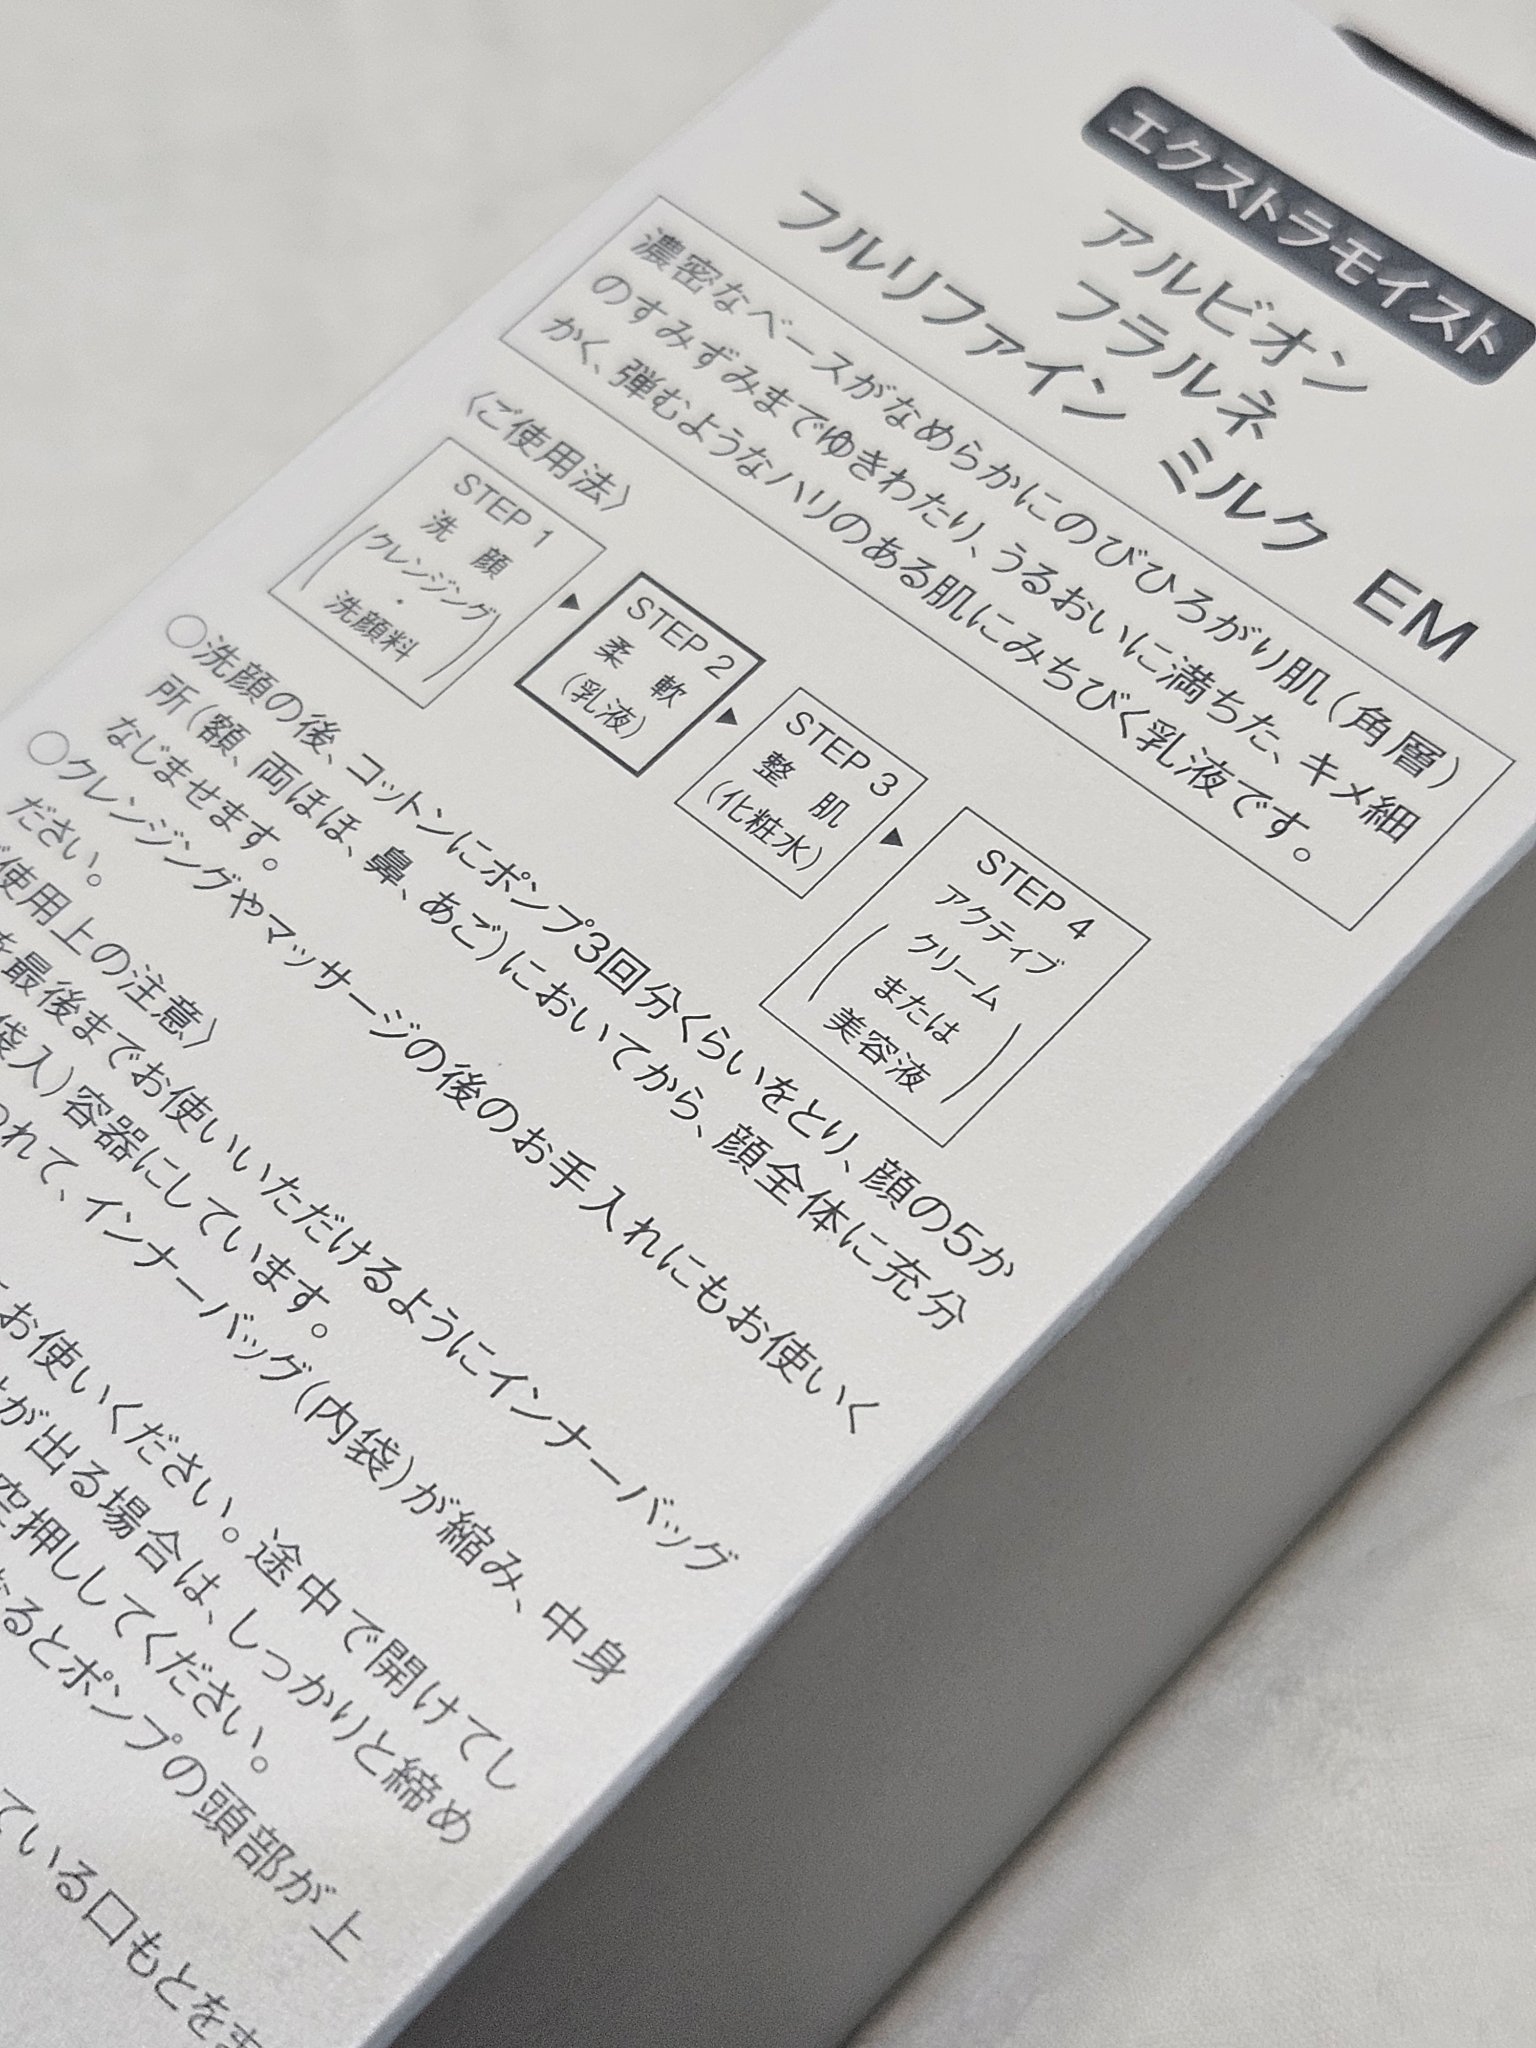 エクストラモイスト
アルビオン
フラルネ
フルリファイン ミルク EM
濃密なベースがなめらかにのびひろがり肌（角層）
のすみずみまでゆきわたり、うるおいに満ちた、キメ細
かく、弾むようなハリのある肌にみちびく乳液です。
〈ご使用法〉
STEP 1
洗 顔
（クレンジング
・
洗顔料）
▶
STEP 2
柔 軟
（乳液）
▶
STEP 3
整 肌
（化粧水）
▶
STEP 4
アクティブ
（クリーム
または
美容液）
○洗顔の後、コットンにポンプ3回分くらいをとり、顔の5か
所（額、両ほほ、鼻、あご）においてから、顔全体に充分
なじませます。
○クレンジングやマッサージの後のお手入れにもお使いく
ださい。
使用上の注意〉
を最後までお使いいただけるようにインナーバッグ
袋入）容器にしています。
われて、インナーバッグ（内袋）が縮み、中身
お使いください。途中で開けてし
が出る場合は、しっかりと締め
空押ししてください。
るとポンプの頭部が上
ている口もとを